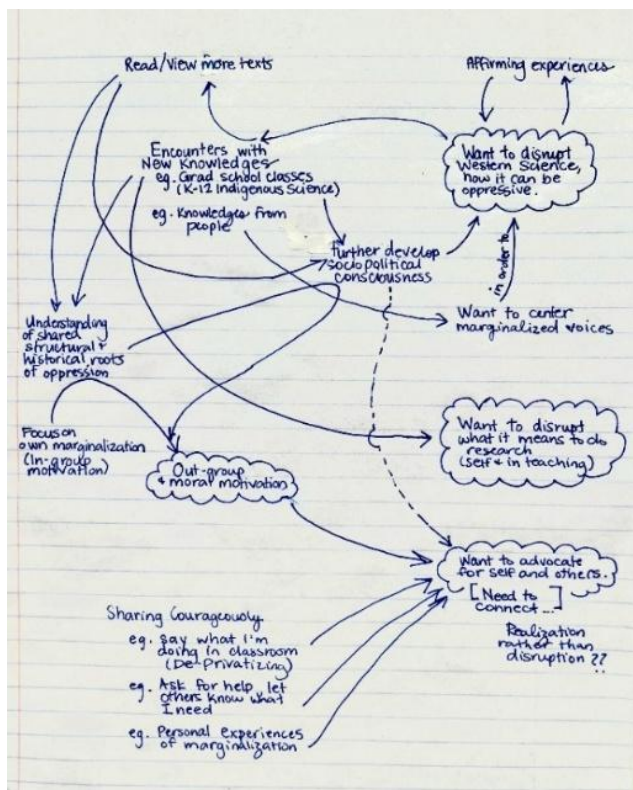 Read/View more texts
Affirming experiences
Encounters with
New Knowledges
eg. Grad school classes
(K-12 Indigenous Science)
eg. Knowledges from
people
Want to disrupt
Western Science,
how it can be
oppressive.
further develop
sociopolitical
consciousness
in order to
Want to center
marginalized voices
Understanding
of shared
structural +
historical roots
of oppression
Focus on
own marginalization
(In-group
motivation)
Out-group
+ moral motivation
Want to disrupt
what it means to do
research
(self + in teaching)
Want to advocate
for self and others.
[Need to
connect...]
Realization
rather than
disruption ??
Sharing Courageously
eg. Say what I'm
doing in classroom
(De-Privatizing)
eg. Ask for help let
others know what
I need
eg. Personal experiences
of marginalization